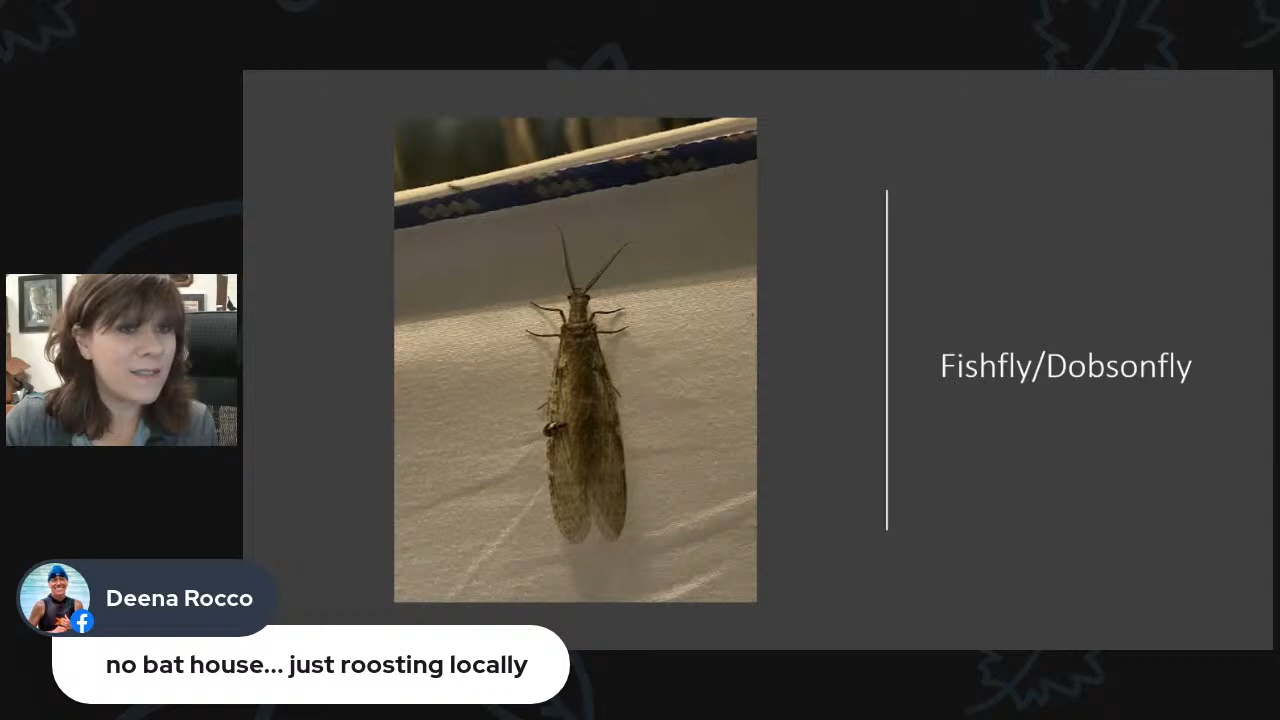 Fishfly/Dobsonfly
Deena Rocco
no bat house... just roosting locally